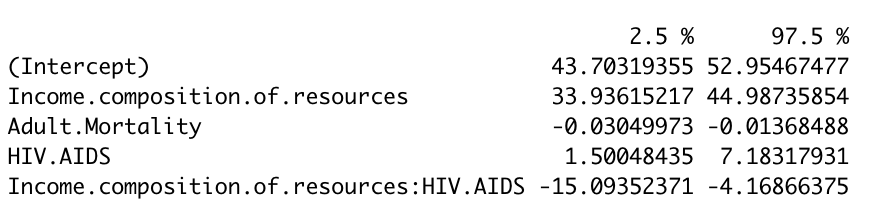 2.5 % 97.5 %
(Intercept) 43.70319355 52.95467477
Income.composition.of.resources 33.93615217 44.98735854
Adult.Mortality -0.03049973 -0.01368488
HIV.AIDS 1.50048435 7.18317931
Income.composition.of.resources:HIV.AIDS -15.09352371 -4.16866375